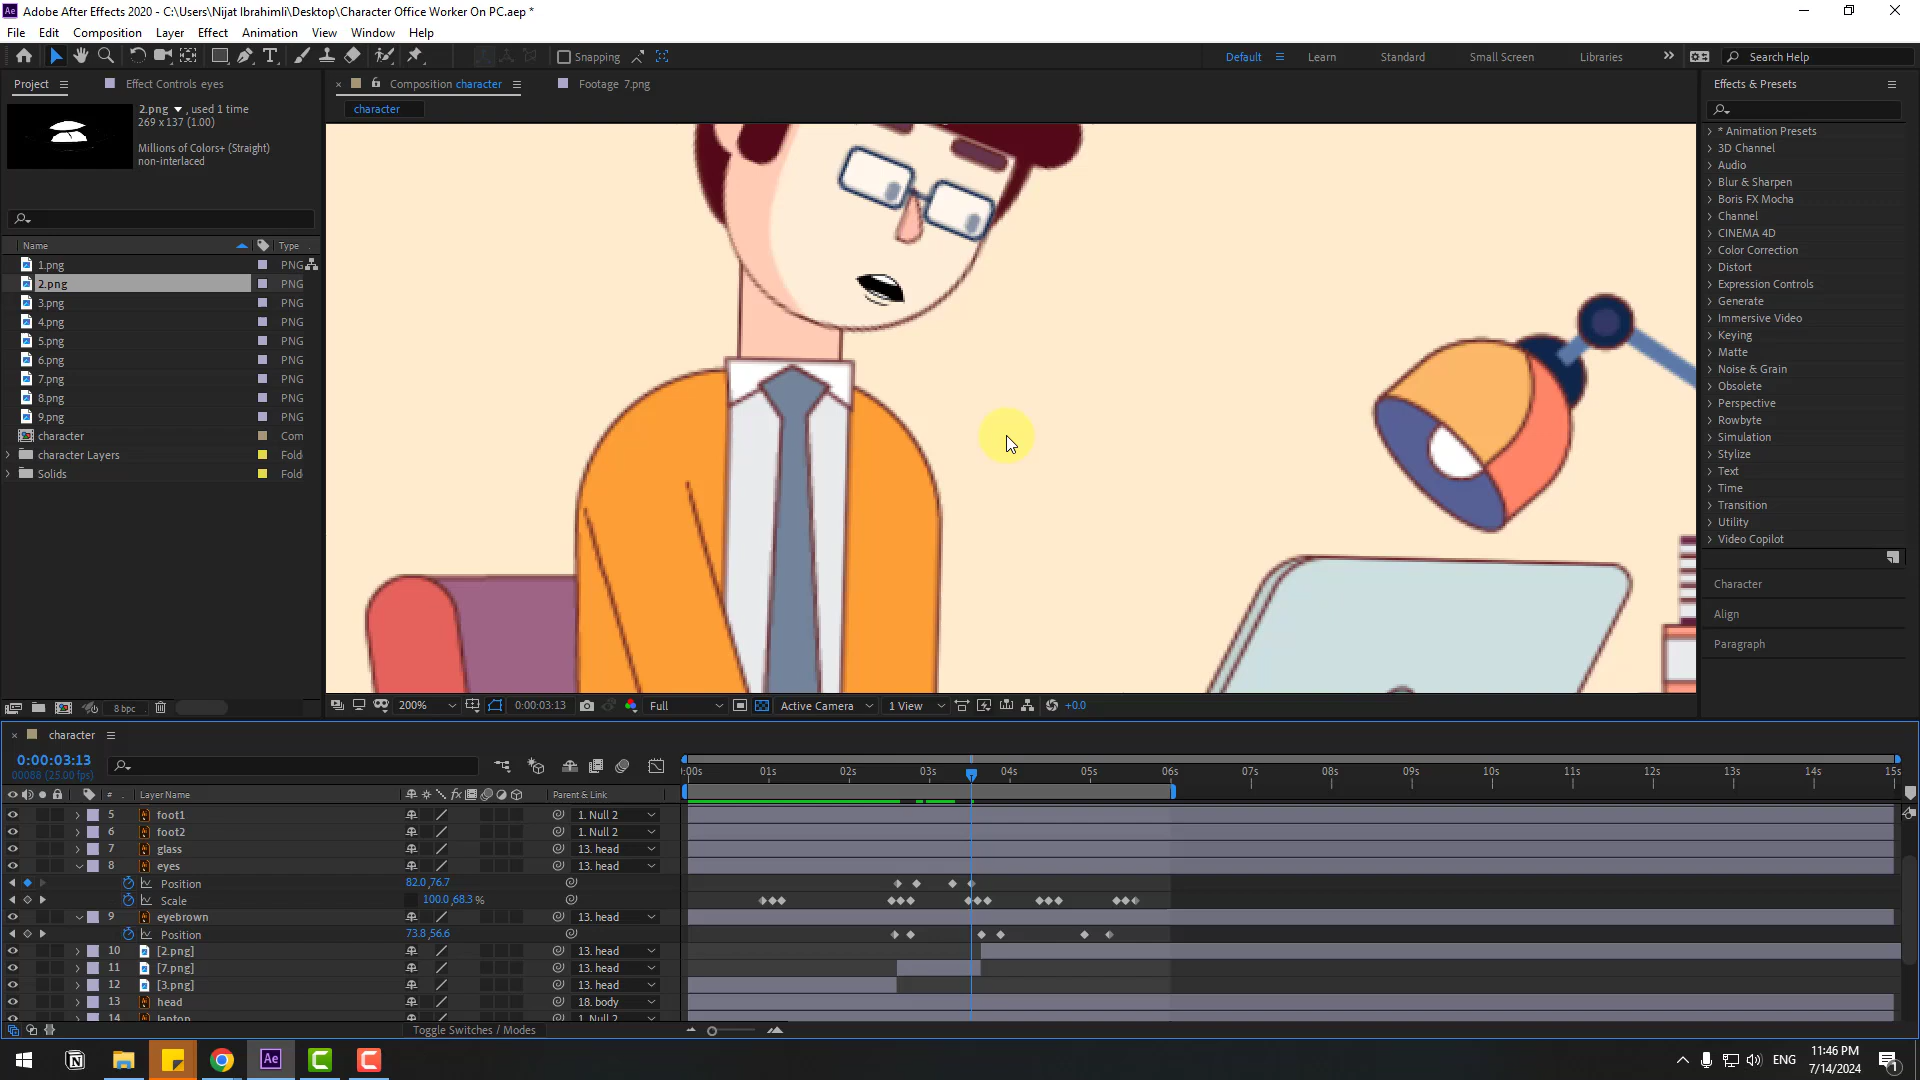 Adobe After Effects 2020 - C:\Users\Nijat Ibrahimli\Desktop\Character Office Worker On PC.aep *
File Edit Composition Layer Effect Animation View Window Help
Snapping
Default Learn Standard Small Screen Libraries Search Help
Project Effect Controls eyes
Composition character
Footage 7.png
Effects & Presets
character
2.png , used 1 time
269 x 137 (1.00)
Millions of Colors+ (Straight)
non-interlaced
Name Type
1.png PNG
2.png PNG
3.png PNG
4.png PNG
5.png PNG
6.png PNG
7.png PNG
8.png PNG
9.png PNG
character Com
character Layers Fold
Solids Fold
* Animation Presets
3D Channel
Audio
Blur & Sharpen
Boris FX Mocha
Channel
CINEMA 4D
Color Correction
Distort
Expression Controls
Generate
Immersive Video
Keying
Matte
Noise & Grain
Obsolete
Perspective
Rowbyte
Simulation
Stylize
Text
Time
Transition
Utility
Video Copilot
Character
Align
Paragraph
8 bpc
200% 0:00:03:13 Full Active Camera 1 View +0.0
character
0:00:03:13
00088 (25.00 fps)
:00s 01s 02s 03s 04s 05s 06s 07s 08s 09s 10s 11s 12s 13s 14s 15s
# Layer Name Parent & Link
5 foot1 1. Null 2
6 foot2 1. Null 2
7 glass 13. head
8 eyes 13. head
Position 82.0,76.7
Scale 100.0,68.3 %
9 eyebrown 13. head
Position 73.8,56.6
10 [2.png] 13. head
11 [7.png] 13. head
12 [3.png] 13. head
13 head 18. body
14 laptop 1. Null 2
Toggle Switches / Modes
ENG
11:46 PM
7/14/2024
1